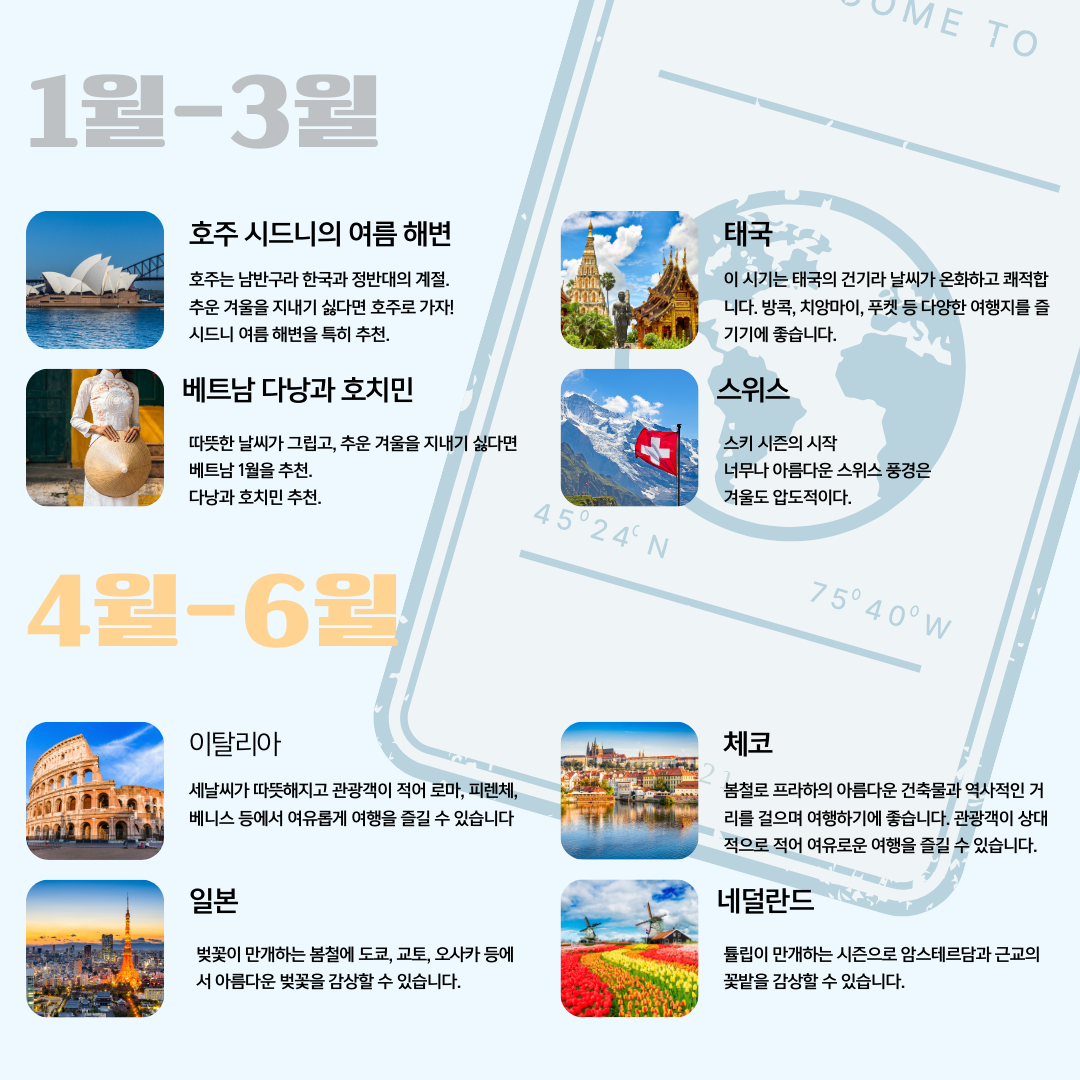 COME TO
1월-3월
호주 시드니의 여름 해변
호주는 남반구라 한국과 정반대의 계절.
추운 겨울을 지내기 싫다면 호주로 가자!
시드니 여름 해변을 특히 추천.
태국
이 시기는 태국의 건기라 날씨가 온화하고 쾌적합
니다. 방콕, 치앙마이, 푸켓 등 다양한 여행지를 즐
기기에 좋습니다.
베트남 다낭과 호치민
따뜻한 날씨가 그립고, 추운 겨울을 지내기 싫다면
베트남 1월을 추천.
다낭과 호치민 추천.
스위스
스키 시즌의 시작
너무나 아름다운 스위스 풍경은
겨울도 압도적이다.
45°24' N
75°40° W
4월-6월
이탈리아
세날씨가 따뜻해지고 관광객이 적어 로마, 피렌체,
베니스 등에서 여유롭게 여행을 즐길 수 있습니다
체코
봄철로 프라하의 아름다운 건축물과 역사적인 거
리를 걸으며 여행하기에 좋습니다. 관광객이 상대
적으로 적어 여유로운 여행을 즐길 수 있습니다.
일본
벚꽃이 만개하는 봄철에 도쿄, 교토, 오사카 등에
서 아름다운 벚꽃을 감상할 수 있습니다.
네덜란드
튤립이 만개하는 시즌으로 암스테르담과 근교의
꽃밭을 감상할 수 있습니다.